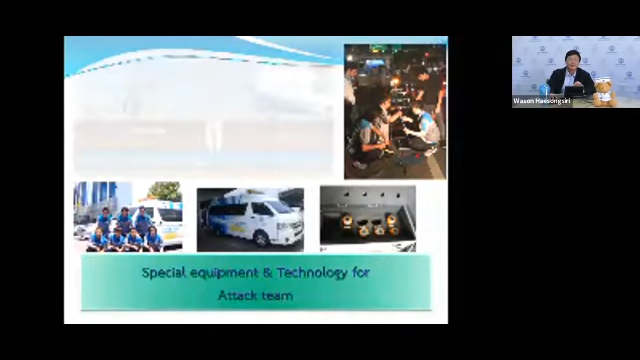 Wason Haesongsiri
Special equipment & Technology for
Attack team